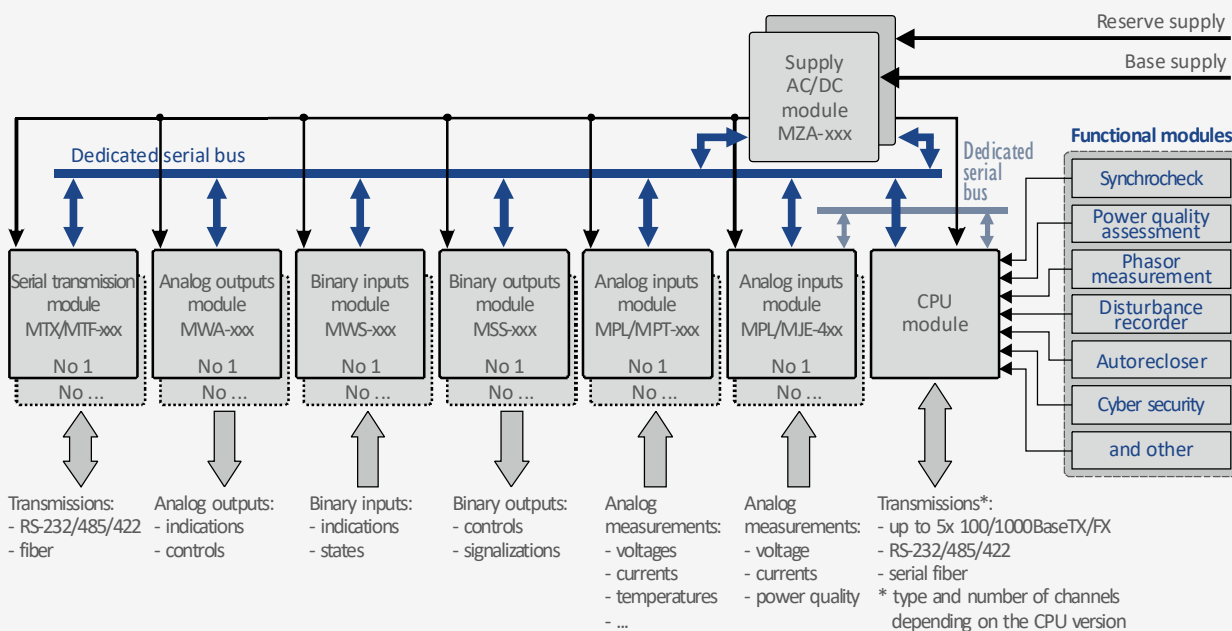 Reserve supply
Base supply
Supply
AC/DC
module
MZA-xxx
Dedicated serial bus
Dedicated
serial
bus
Functional modules
Synchrocheck
Power quality
assessment
Phasor
measurement
Disturbance
recorder
Autorecloser
Cyber security
and other
Serial transmission
module
MTX/MTF-xxx
No 1
No ...
Analog outputs
module
MWA-xxx
No 1
No ...
Binary inputs
module
MWS-xxx
No 1
No ...
Binary outputs
module
MSS-xxx
No 1
No ...
Analog inputs
module
MPL/MPT-xxx
No 1
No ...
Analog inputs
module
MPL/MJE-4xx
No 1
No ...
CPU
module
Transmissions:
- RS-232/485/422
- fiber
Analog outputs:
- indications
- controls
Binary inputs:
- indications
- states
Binary outputs:
- controls
- signalizations
Analog
measurements:
- voltages
- currents
- temperatures
- ...
Analog
measurements:
- voltage
- currents
- power quality
Transmissions*:
- up to 5x 100/1000BaseTX/FX
- RS-232/485/422
- serial fiber
* type and number of channels
depending on the CPU version